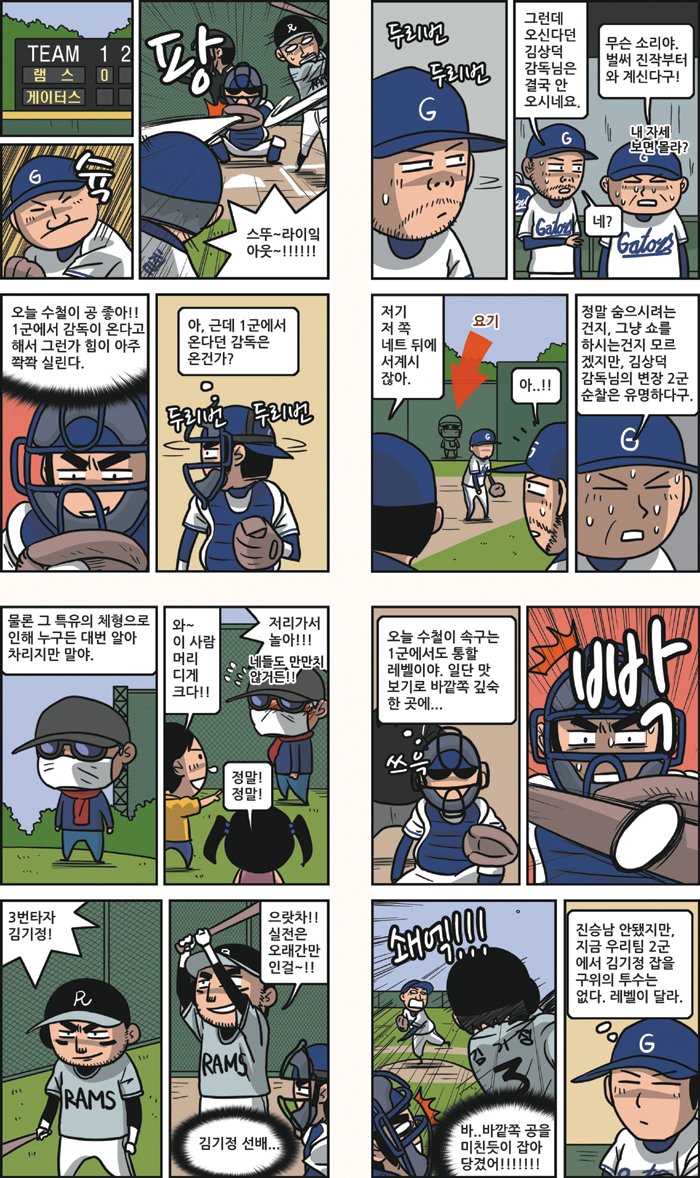 TEAM 1 2
램스 0
게이터스
팡
G
슉
스뚜~라이잌
아웃~!!!!!!
오늘 수철이 공 좋아!!
1군에서 감독이 온다고
해서 그런가 힘이 아주
쫙쫙 실린다.
아, 근데 1군에서
온다던 감독은
온건가?
두리번 두리번
두리번
두리번
G
그런데
오신다던
김상덕
감독님은
결국 안
오시네요.
무슨 소리야.
벌써 진작부터
와 계신다구!
내 자세
보면 몰라?
네?
G
Gators
Gators
저기
저 쪽
네트 뒤에
서계시
잖아.
요기
아..!!
G
G
정말 숨으시려는
건지, 그냥 쇼를
하시는건지 모르
겠지만, 김상덕
감독님의 변장 2군
순찰은 유명하다구.
G
물론 그 특유의 체형으로
인해 누구든 대번 알아
차리지만 말야.
와~
이 사람
머리
디게
크다!!
저리가서
놀아!!!
네들도 만만치
않거든!!
정말!
정말!
3번타자
김기정!
R
RAMS
으랏차!!
실전은
오래간만
인걸~!!
RAMS
김기정 선배...
오늘 수철이 속구는
1군에서도 통할
레벨이야. 일단 맛
보기로 바깥쪽 깊숙
한 곳에...
쓰윽
빡
쇄엑!!!
김기정
3
바..바깥쪽 공을
미친듯이 잡아
당겼어!!!!!!!
진승남 안됐지만,
지금 우리팀 2군
에서 김기정 잡을
구위의 투수는
없다. 레벨이 달라.
G